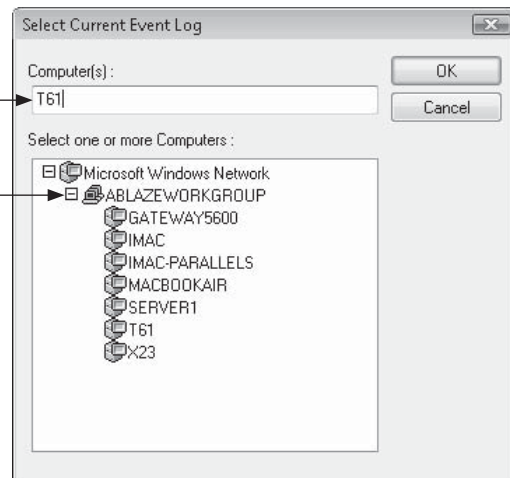 Select Current Event Log
Computer(s) :
OK
T61
Cancel
Select one or more Computers :
Microsoft Windows Network
ABLAZEWORKGROUP
GATEWAY5600
IMAC
IMAC-PARALLELS
MACBOOKAIR
SERVER1
T61
X23